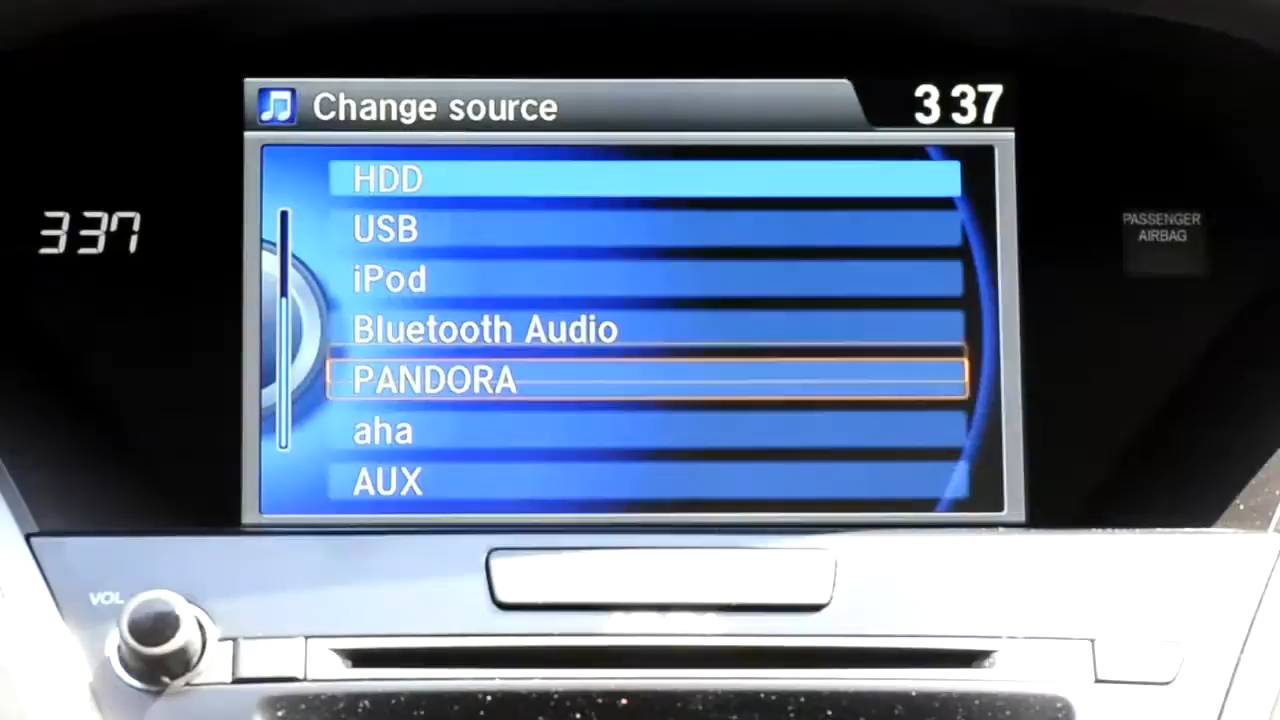 Change source
3 37
337
HDD
USB
iPod
Bluetooth Audio
PANDORA
aha
AUX
PASSENGER
AIRBAG
VOL